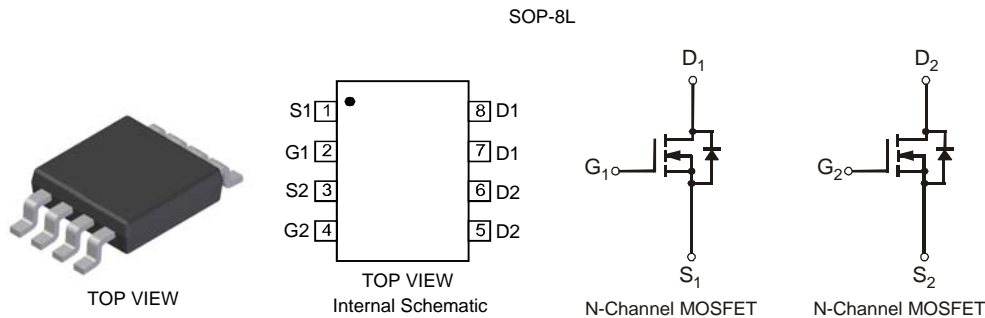 SOP-8L
TOP VIEW
S1 1
G1 2
S2 3
G2 4
8 D1
7 D1
6 D2
5 D2
TOP VIEW
Internal Schematic
D1
G1
S1
N-Channel MOSFET
D2
G2
S2
N-Channel MOSFET